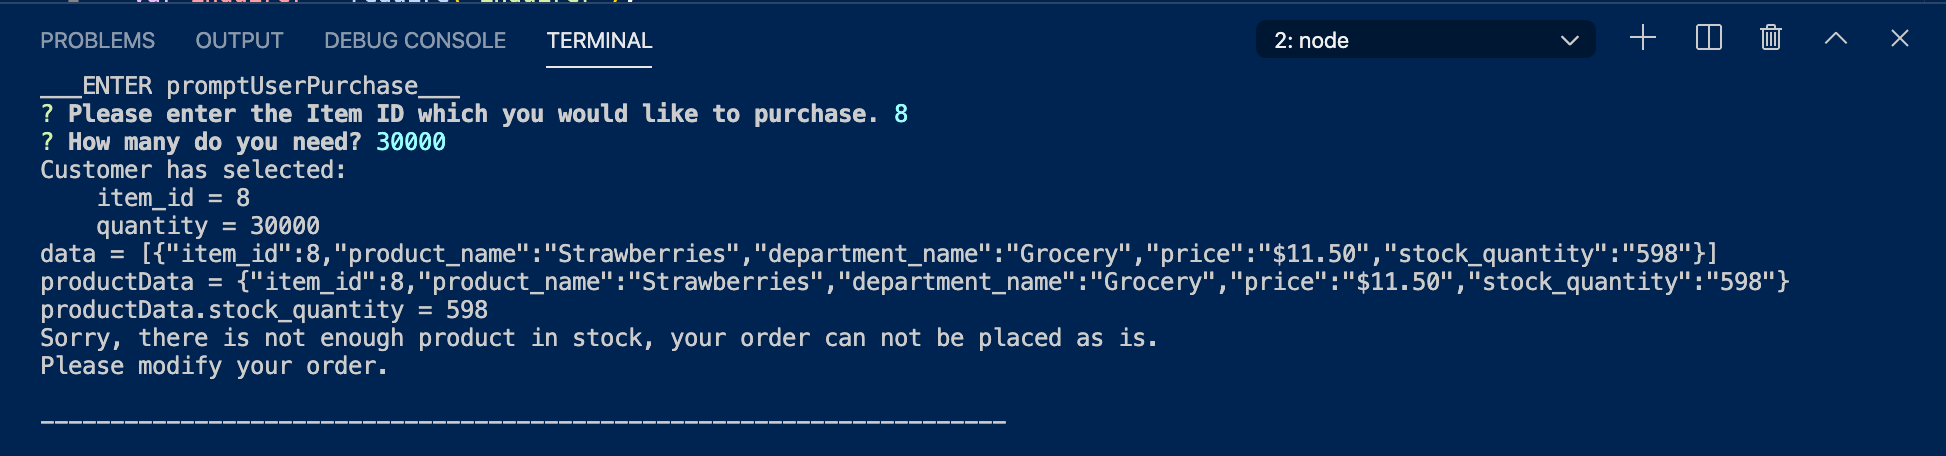 PROBLEMS OUTPUT DEBUG CONSOLE TERMINAL 2: node
___ENTER promptUserPurchase___
? Please enter the Item ID which you would like to purchase. 8
? How many do you need? 30000
Customer has selected:
    item_id = 8
    quantity = 30000
data = [{"item_id":8,"product_name":"Strawberries","department_name":"Grocery","price":"$11.50","stock_quantity":"598"}]
productData = {"item_id":8,"product_name":"Strawberries","department_name":"Grocery","price":"$11.50","stock_quantity":"598"}
productData.stock_quantity = 598
Sorry, there is not enough product in stock, your order can not be placed as is.
Please modify your order.
---------------------------------------------------------------------